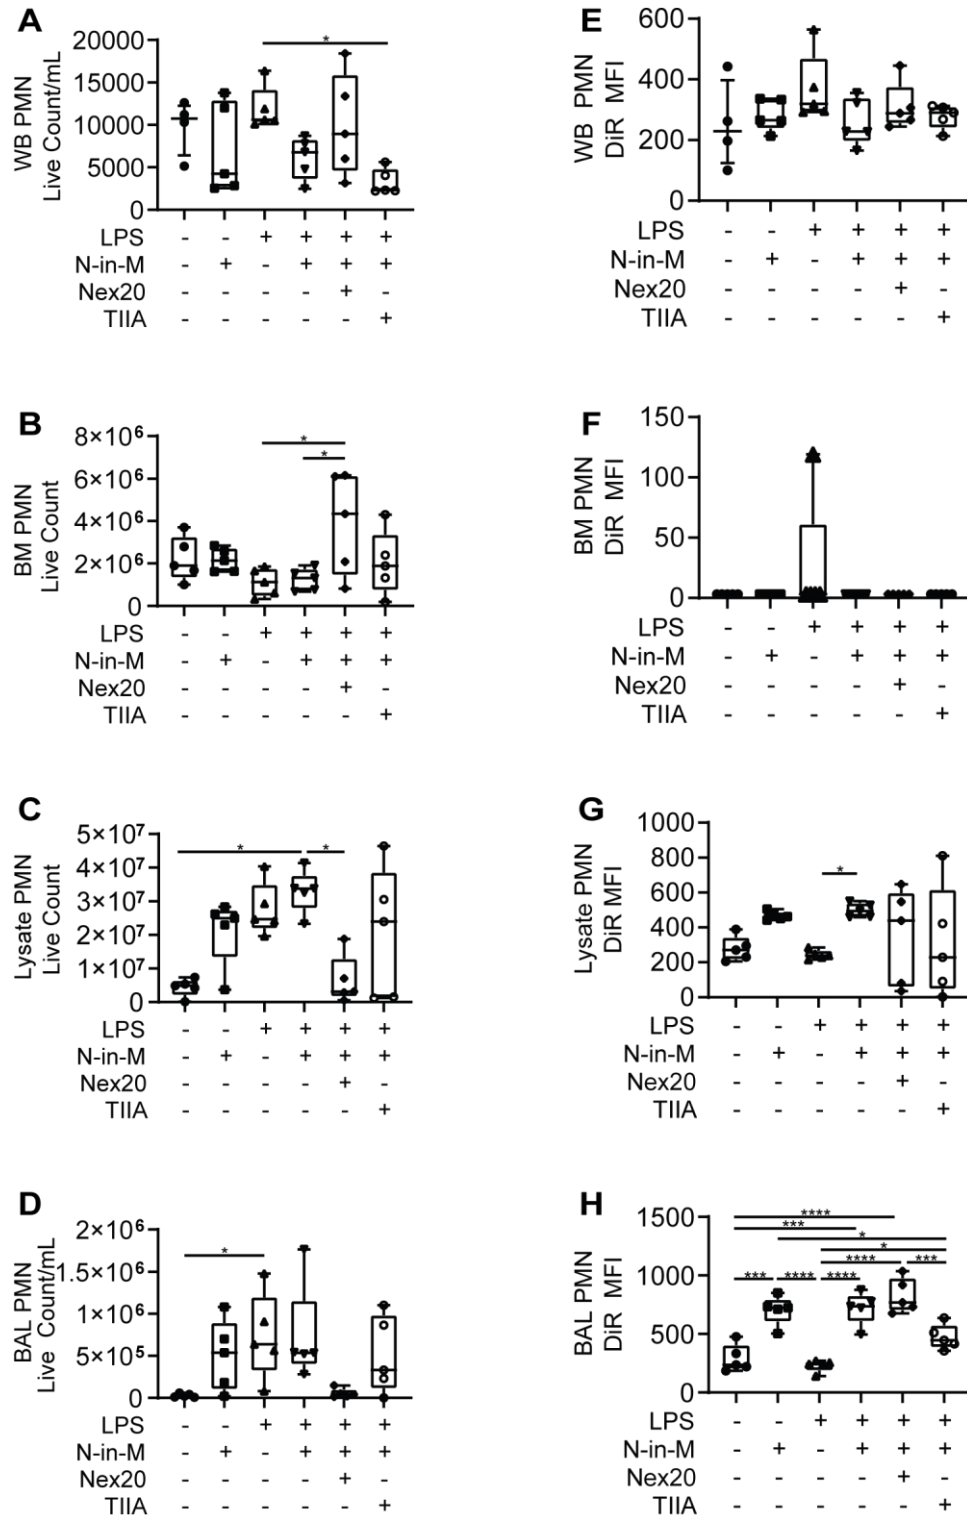 A
WB PMN
Live Count/mL
20000
15000
10000
5000
0
*
LPS - - + + + +
N-in-M - + - + + +
Nex20 - - - - + -
TIIA - - - - - +
E
WB PMN
DiR MFI
600
400
200
0
LPS - - + + + +
N-in-M - + - + + +
Nex20 - - - - + -
TIIA - - - - - +
B
BM PMN
Live Count
8×10⁶
6×10⁶
4×10⁶
2×10⁶
0
*
*
LPS - - + + + +
N-in-M - + - + + +
Nex20 - - - - + -
TIIA - - - - - +
F
BM PMN
DiR MFI
150
100
50
0
LPS - - + + + +
N-in-M - + - + + +
Nex20 - - - - + -
TIIA - - - - - +
C
Lysate PMN
Live Count
5×10⁷
4×10⁷
3×10⁷
2×10⁷
1×10⁷
0
* *
LPS - - + + + +
N-in-M - + - + + +
Nex20 - - - - + -
TIIA - - - - - +
G
Lysate PMN
DiR MFI
1000
800
600
400
200
0
*
LPS - - + + + +
N-in-M - + - + + +
Nex20 - - - - + -
TIIA - - - - - +
D
BAL PMN
Live Count/mL
2×10⁶
1.5×10⁶
1×10⁶
5×10⁵
0
*
LPS - - + + + +
N-in-M - + - + + +
Nex20 - - - - + -
TIIA - - - - - +
H
BAL PMN
DiR MFI
1500
1000
500
0
****
***
*
*
**** ***
*** **** ****
LPS - - + + + +
N-in-M - + - + + +
Nex20 - - - - + -
TIIA - - - - - +